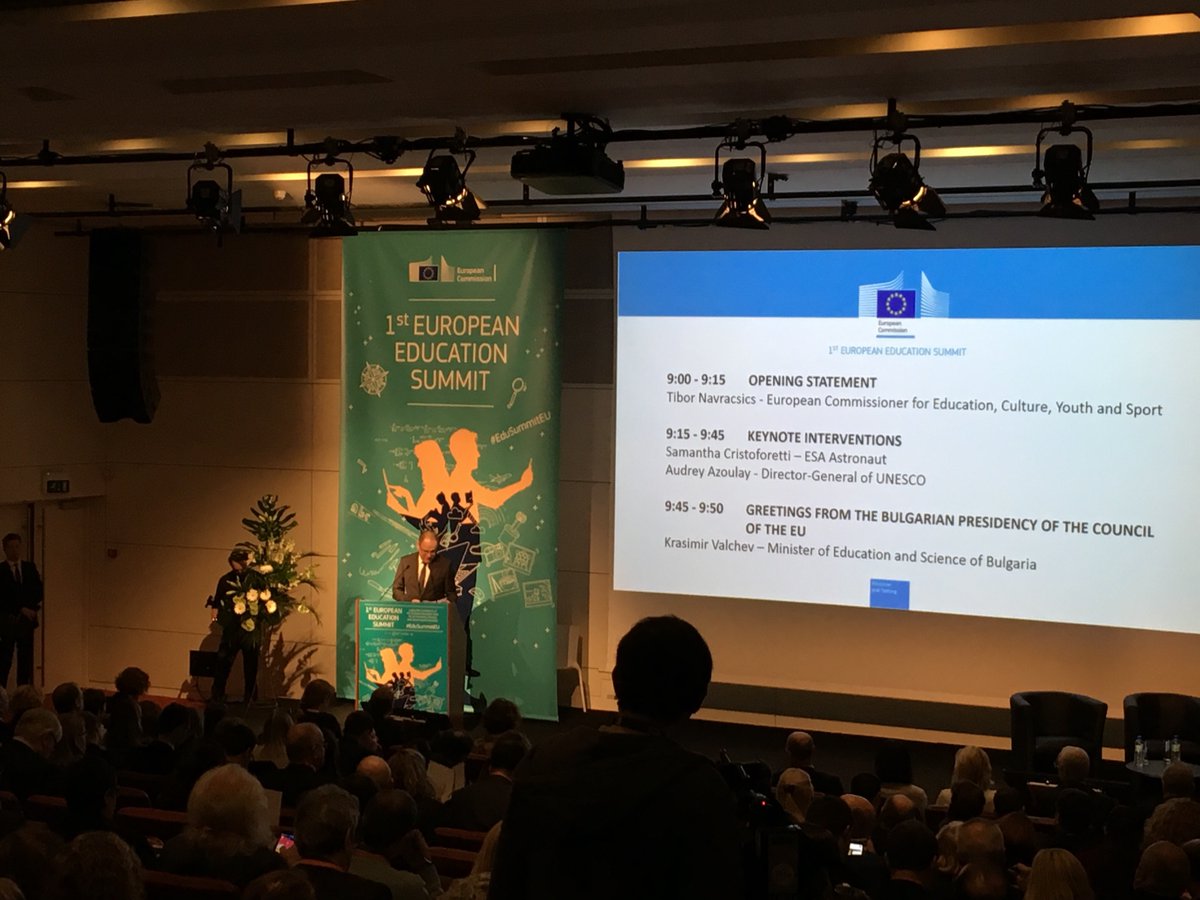 European
Commission
1st EUROPEAN
EDUCATION
SUMMIT
#EduSummitEU
1st EUROPEAN
EDUCATION
SUMMIT
#EduSummitEU
European
Commission
1st EUROPEAN EDUCATION SUMMIT
9:00 - 9:15 OPENING STATEMENT
Tibor Navracsics - European Commissioner for Education, Culture, Youth and Sport
9:15 - 9:45 KEYNOTE INTERVENTIONS
Samantha Cristoforetti – ESA Astronaut
Audrey Azoulay - Director-General of UNESCO
9:45 - 9:50 GREETINGS FROM THE BULGARIAN PRESIDENCY OF THE COUNCIL
OF THE EU
Krasimir Valchev – Minister of Education and Science of Bulgaria